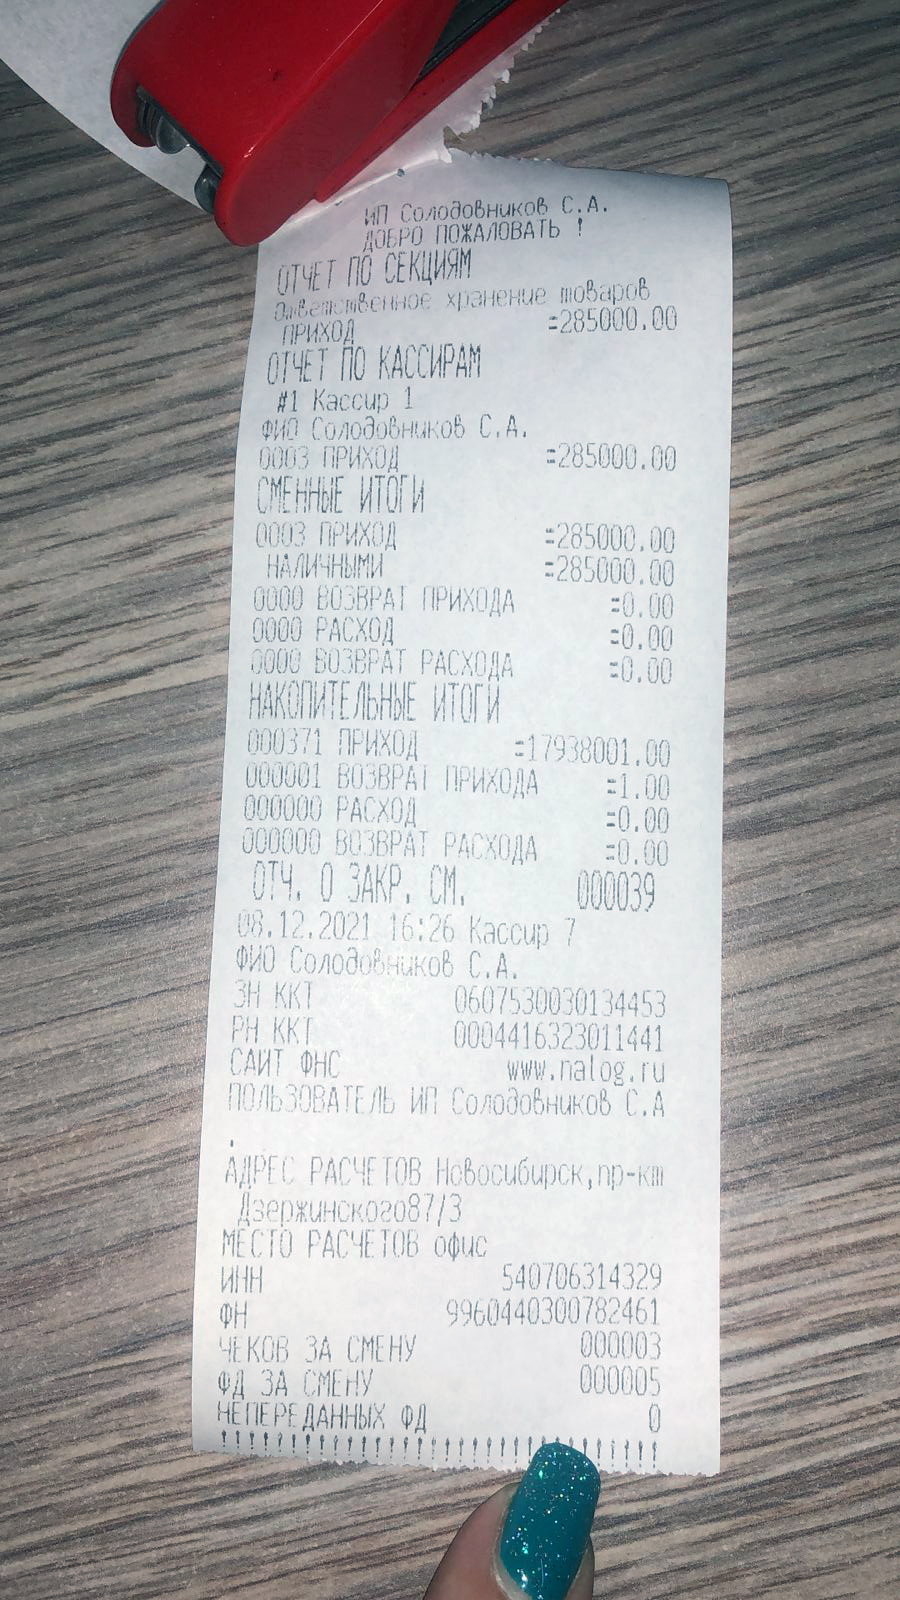 ИП Солодовников С.А.
ДОБРО ПОЖАЛОВАТЬ !
ОТЧЕТ ПО СЕКЦИЯМ
Ответственное хранение товаров
ПРИХОД =285000.00
ОТЧЕТ ПО КАССИРАМ
#1 Кассир 1
ФИО Солодовников С.А.
0003 ПРИХОД =285000.00
СМЕННЫЕ ИТОГИ
0003 ПРИХОД =285000.00
НАЛИЧНЫМИ =285000.00
0000 ВОЗВРАТ ПРИХОДА =0.00
0000 РАСХОД =0.00
0000 ВОЗВРАТ РАСХОДА =0.00
НАКОПИТЕЛЬНЫЕ ИТОГИ
000371 ПРИХОД =17938001.00
000001 ВОЗВРАТ ПРИХОДА =1.00
000000 РАСХОД =0.00
000000 ВОЗВРАТ РАСХОДА =0.00
ОТЧ. О ЗАКР. СМ. 000039
08.12.2021 16:26 Кассир 7
ФИО Солодовников С.А.
ЗН ККТ 0607530030134453
РН ККТ 0004416323011441
САЙТ ФНС www.nalog.ru
ПОЛЬЗОВАТЕЛЬ ИП Солодовников С.А
.
АДРЕС РАСЧЕТОВ Новосибирск,пр-кт
Дзержинского87/3
МЕСТО РАСЧЕТОВ офис
ИНН 540706314329
ФН 9960440300782461
ЧЕКОВ ЗА СМЕНУ 000003
ФД ЗА СМЕНУ 000005
НЕПЕРЕДАННЫХ ФД 0
!!!!!!!!!!!!!!!!!!!!!!!!!!!!!!!!